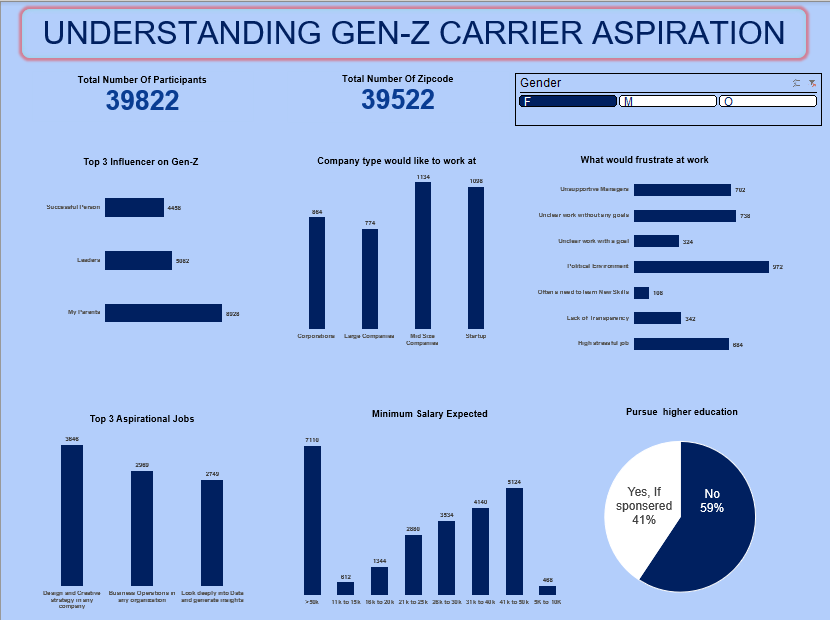 UNDERSTANDING GEN-Z CARRIER ASPIRATION
Total Number Of Participants
39822
Total Number Of Zipcode
39522
Gender
F
M
O
Top 3 Influencer on Gen-Z
Successful Person
4488
Leaders
5082
My Parents
8928
Company type would like to work at
864
774
1134
1098
Corporations
Large Companies
Mid Size
Companies
Startup
What would frustrate at work
Unsupportive Managers
702
Unclear work without any goals
738
Unclear work with a goal
324
Political Environment
972
Often a need to learn New Skills
108
Lack of Transparency
342
High stressful job
684
Top 3 Aspirational Jobs
2749
Design and Creative
strategy in any
company
Business Operations in
any organization
Look deeply into Data
and generate insights
Minimum Salary Expected
7110
612
1344
2880
3534
4140
5124
468
>50k
11k to 15k
16k to 20k
21k to 25k
26k to 30k
31k to 40k
41k to 50k
5K to 10K
Pursue higher education
Yes, If
sponsered
41%
No
59%